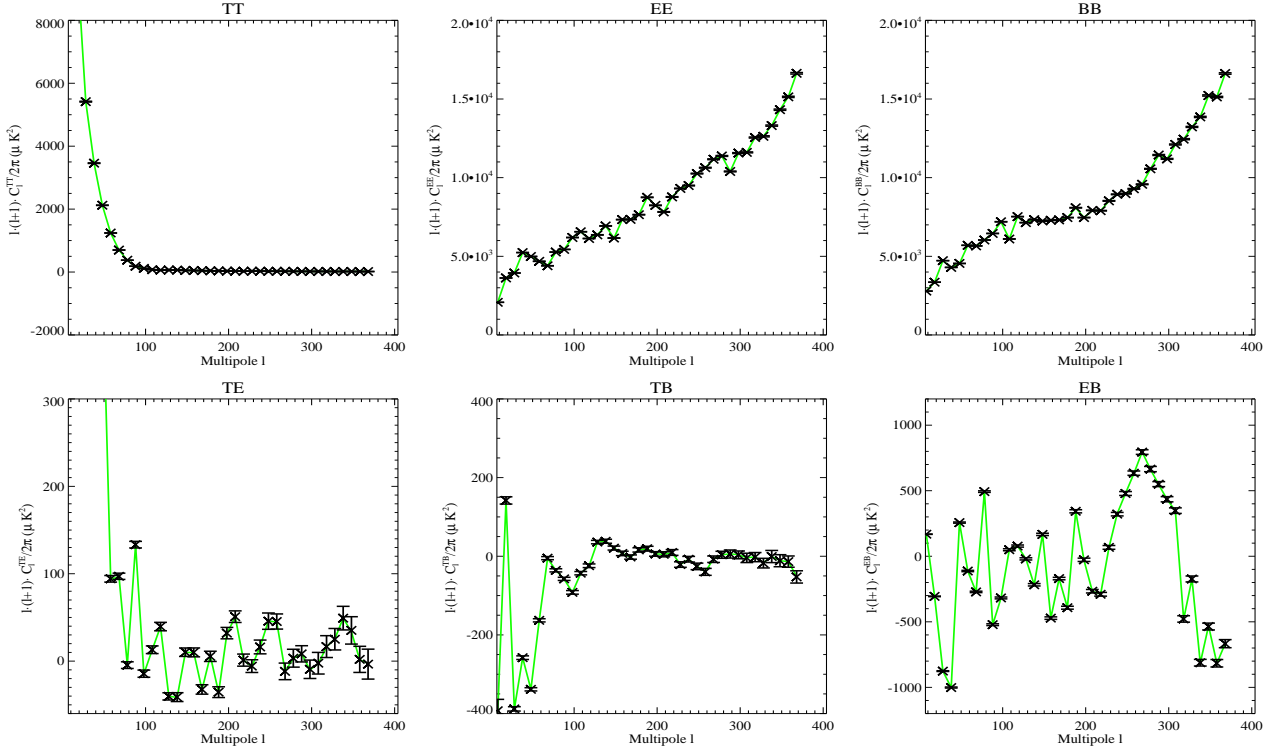 TT
8000
6000
4000
2000
0
-2000
l·(l+1)· C_l^TT/2π (μ K²)
100 200 300 400
Multipole l
EE
2.0•10⁴
1.5•10⁴
1.0•10⁴
5.0•10³
0
l·(l+1)· C_l^EE/2π (μ K²)
100 200 300 400
Multipole l
BB
2.0•10⁴
1.5•10⁴
1.0•10⁴
5.0•10³
0
l·(l+1)· C_l^BB/2π (μ K²)
100 200 300 400
Multipole l
TE
300
200
100
0
l·(l+1)· C_l^TE/2π (μ K²)
100 200 300 400
Multipole l
TB
400
200
0
-200
-400
l·(l+1)· C_l^TB/2π (μ K²)
100 200 300 400
Multipole l
EB
1000
500
0
-500
-1000
l·(l+1)· C_l^EB/2π (μ K²)
100 200 300 400
Multipole l